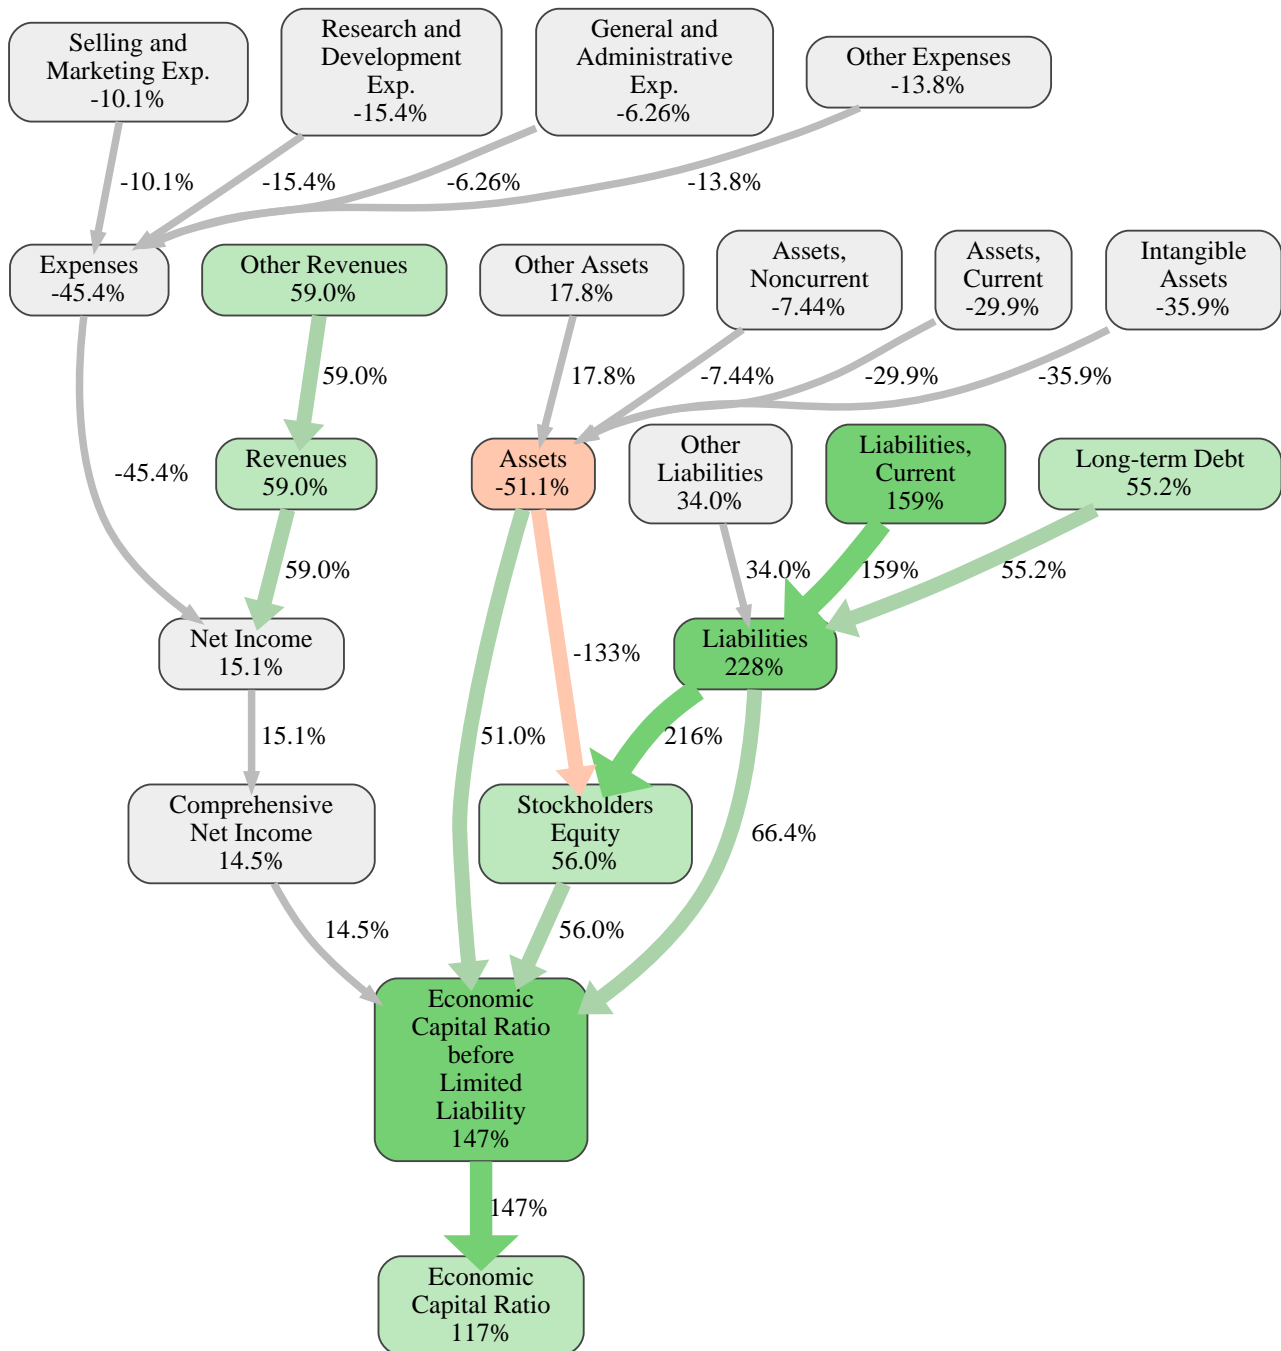 Selling and
Marketing Exp.
-10.1%
Research and
Development
Exp.
-15.4%
General and
Administrative
Exp.
-6.26%
Other Expenses
-13.8%
-10.1%
-15.4%
-6.26%
-13.8%
Expenses
-45.4%
Other Revenues
59.0%
Other Assets
17.8%
Assets,
Noncurrent
-7.44%
Assets,
Current
-29.9%
Intangible
Assets
-35.9%
59.0%
17.8%
-7.44%
-29.9%
-35.9%
-45.4%
Revenues
59.0%
Assets
-51.1%
Other
Liabilities
34.0%
Liabilities,
Current
159%
Long-term Debt
55.2%
59.0%
34.0%
159%
55.2%
Net Income
15.1%
-133%
Liabilities
228%
15.1%
51.0%
216%
Comprehensive
Net Income
14.5%
Stockholders
Equity
56.0%
66.4%
14.5%
56.0%
Economic
Capital Ratio
before
Limited
Liability
147%
147%
Economic
Capital Ratio
117%